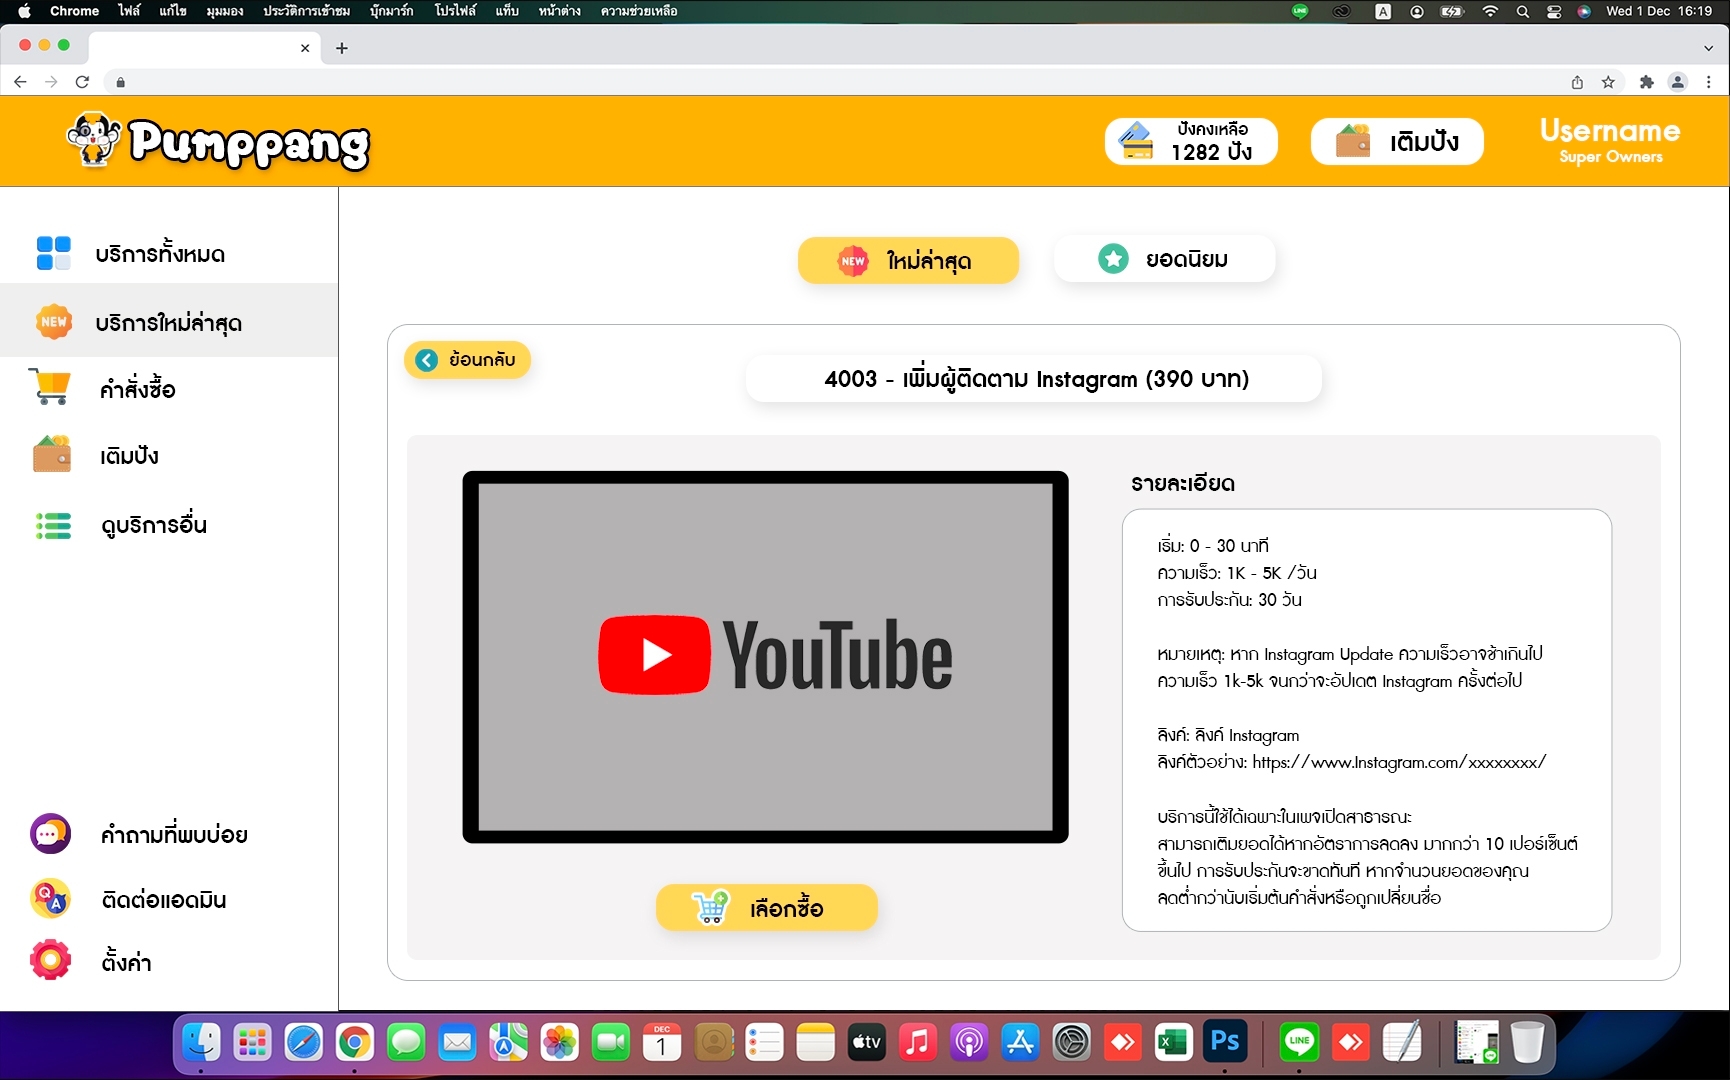 Chrome ไฟล์ แก้ไข มุมมอง ประวัติการเข้าชม บุ๊กมาร์ก โปรไฟล์ แท็บ หน้าต่าง ความช่วยเหลือ
LINE A Wed 1 Dec 16:19
Pumppang
ปังคงเหลือ
1282 ปัง
เติมปัง
Username
Super Owners
บริการทั้งหมด
NEW บริการใหม่ล่าสุด
คำสั่งซื้อ
เติมปัง
ดูบริการอื่น
คำถามที่พบบ่อย
Q A ติดต่อแอดมิน
ตั้งค่า
NEW ใหม่ล่าสุด
ยอดนิยม
ย้อนกลับ
4003 - เพิ่มผู้ติดตาม Instagram (390 บาท)
YouTube
เลือกซื้อ
รายละเอียด
เริ่ม: 0 - 30 นาที
ความเร็ว: 1K - 5K /วัน
การรับประกัน: 30 วัน
หมายเหตุ: หาก Instagram Update ความเร็วอาจช้าเกินไป
ความเร็ว 1k-5k จนกว่าจะอัปเดต Instagram ครั้งต่อไป
ลิงค์: ลิงค์ Instagram
ลิงค์ตัวอย่าง: https://www.Instagram.com/xxxxxxxx/
บริการนี้ใช้ได้เฉพาะในเพจเปิดสาธารณะ
สามารถเติมยอดได้หากอัตราการลดลง มากกว่า 10 เปอร์เซ็นต์
ขึ้นไป การรับประกันจะขาดทันที หากจำนวนยอดของคุณ
ลดต่ำกว่านับเริ่มต้นคำสั่งหรือถูกเปลี่ยนชื่อ
DEC
1
tv
X
Ps
LINE